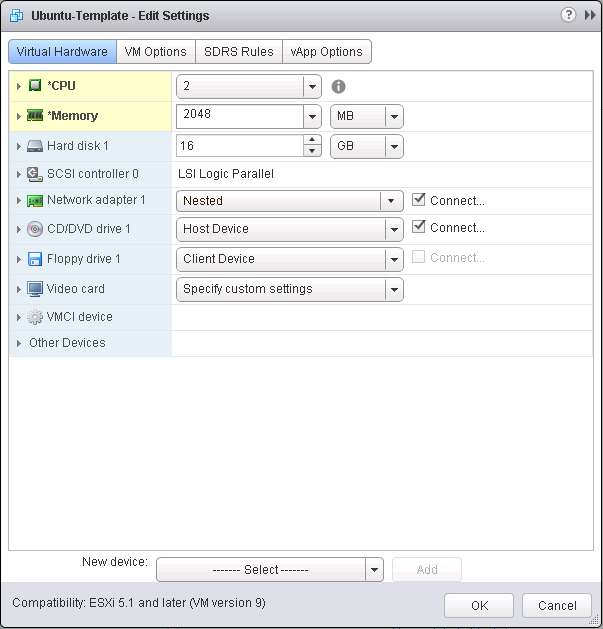 Ubuntu-Template - Edit Settings
Virtual Hardware VM Options SDRS Rules vApp Options
*CPU 2
*Memory 2048 MB
Hard disk 1 16 GB
SCSI controller 0 LSI Logic Parallel
Network adapter 1 Nested Connect...
CD/DVD drive 1 Host Device Connect...
Floppy drive 1 Client Device Connect...
Video card Specify custom settings
VMCI device
Other Devices
New device: ------- Select ------- Add
Compatibility: ESXi 5.1 and later (VM version 9) OK Cancel